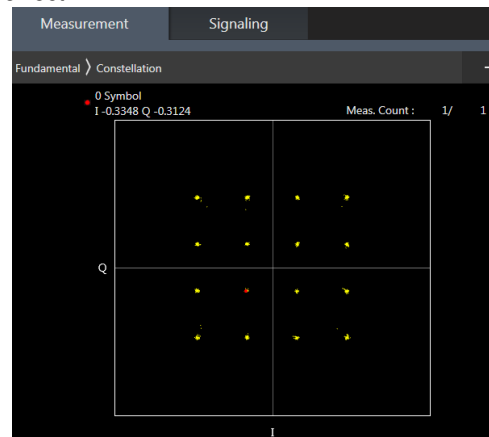 Measurement Signaling
Fundamental 〉 Constellation
0 Symbol
I -0.3348 Q -0.3124 Meas. Count : 1/ 1
Q
I